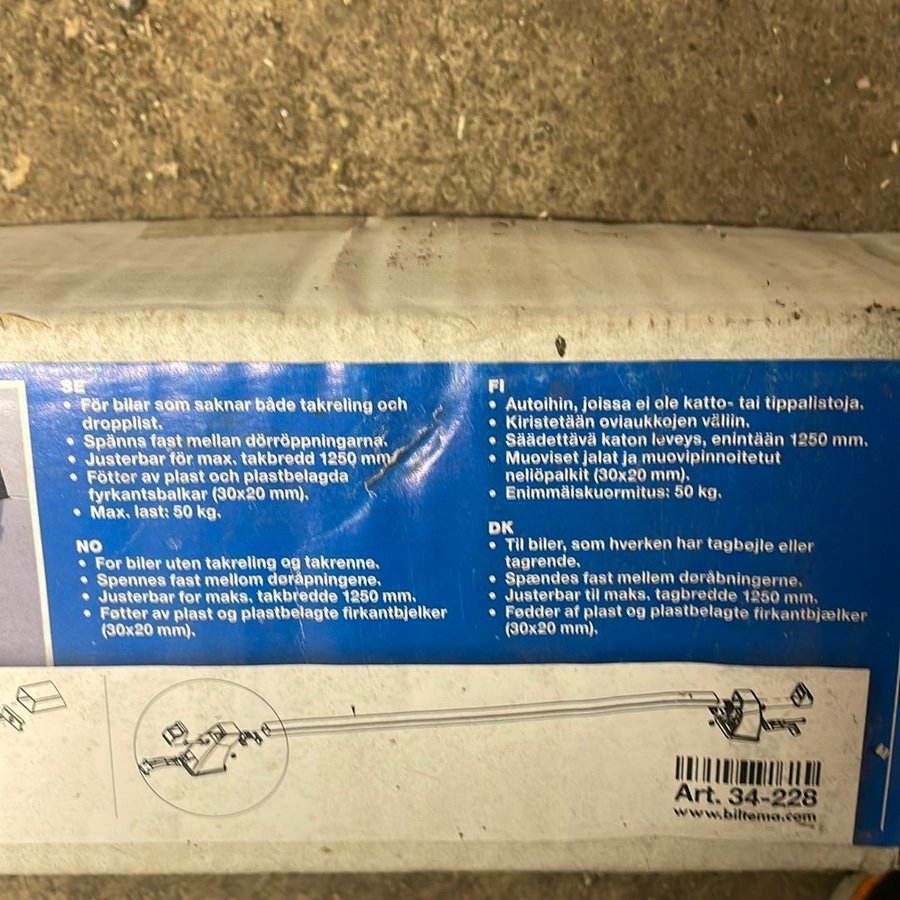 SE
• För bilar som saknar både takreling och
dropplist.
• Spänns fast mellan dörröppningarna.
• Justerbar för max. takbredd 1250 mm.
• Fötter av plast och plastbelagda
fyrkantsbalkar (30x20 mm).
• Max. last: 50 kg.
NO
• For biler uten takreling og takrenne.
• Spennes fast mellom døråpningene.
• Justerbar for maks. takbredde 1250 mm.
• Føtter av plast og plastbelagte firkantbjelker
(30x20 mm).
FI
• Autoihin, joissa ei ole katto- tai tippalistoja.
• Kiristetään oviaukkojen väliin.
• Säädettävä katon leveys, enintään 1250 mm.
• Muoviset jalat ja muovipinnoitetut
neliöpalkit (30x20 mm).
• Enimmäiskuormitus: 50 kg.
DK
• Til biler, som hverken har tagbøjle eller
tagrende.
• Spændes fast mellem døråbningerne.
• Justerbar til maks. tagbredde 1250 mm.
• Fødder af plast og plastbelagte firkantbjælker
(30x20 mm).
Art. 34-228
www.biltema.com